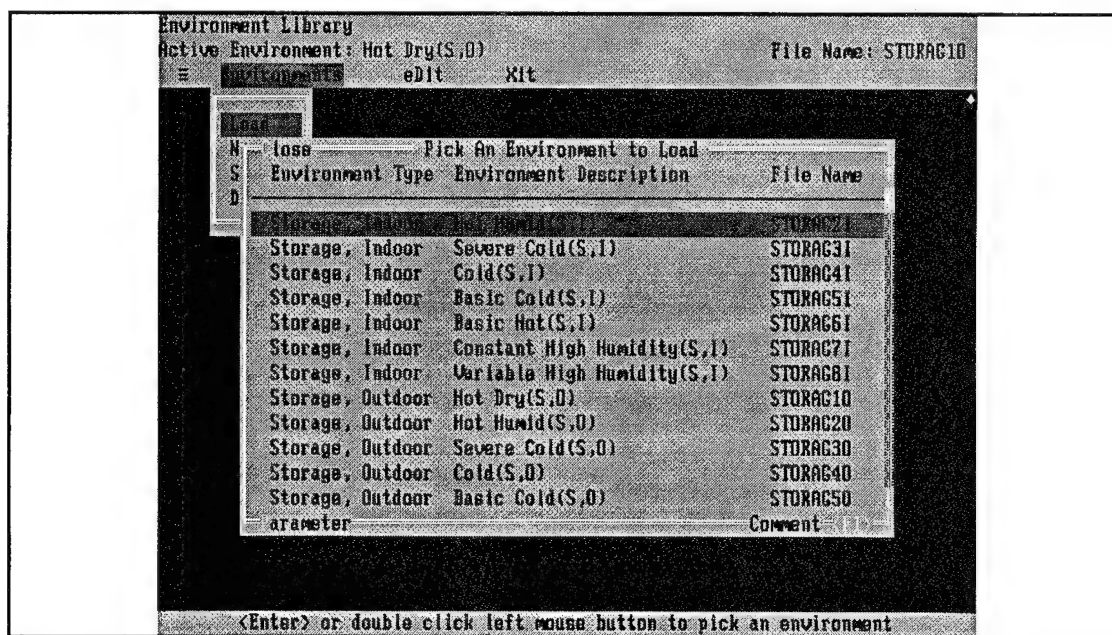 Environment Library
Active Environment: Hot Dry(S,O) File Name: STORAG1O
≡ Environments eDit Xit
Load
N lose Pick An Environment to Load
S Environment Type Environment Description File Name
D
Storage, Indoor Hot Humid(S,I) STORAG2I
Storage, Indoor Severe Cold(S,I) STORAG3I
Storage, Indoor Cold(S,I) STORAG4I
Storage, Indoor Basic Cold(S,I) STORAG5I
Storage, Indoor Basic Hot(S,I) STORAG6I
Storage, Indoor Constant High Humidity(S,I) STORAG7I
Storage, Indoor Variable High Humidity(S,I) STORAG8I
Storage, Outdoor Hot Dry(S,O) STORAG1O
Storage, Outdoor Hot Humid(S,O) STORAG2O
Storage, Outdoor Severe Cold(S,O) STORAG3O
Storage, Outdoor Cold(S,O) STORAG4O
Storage, Outdoor Basic Cold(S,O) STORAG5O
arameter Comment
<Enter> or double click left mouse button to pick an environment